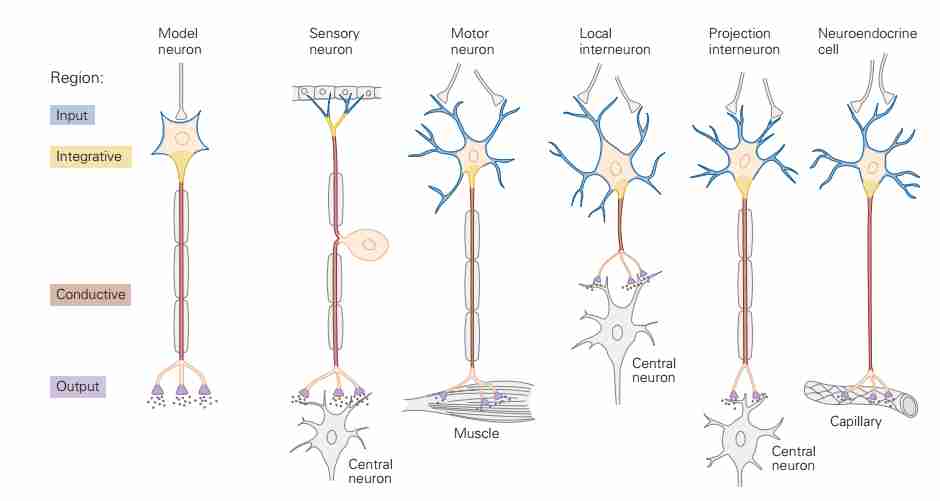 Model
neuron
Sensory
neuron
Motor
neuron
Local
interneuron
Projection
interneuron
Neuroendocrine
cell
Region:
Input
Integrative
Conductive
Output
Central
neuron
Muscle
Central
neuron
Central
neuron
Capillary